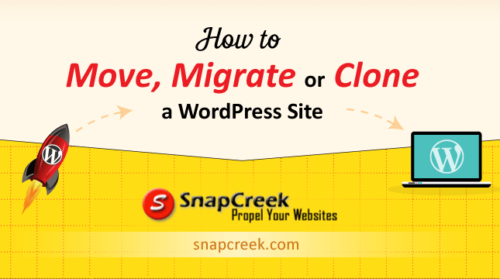 How to
Move, Migrate or Clone
a WordPress Site
W
W
S SnapCreek
Propel Your Websites
snapcreek.com